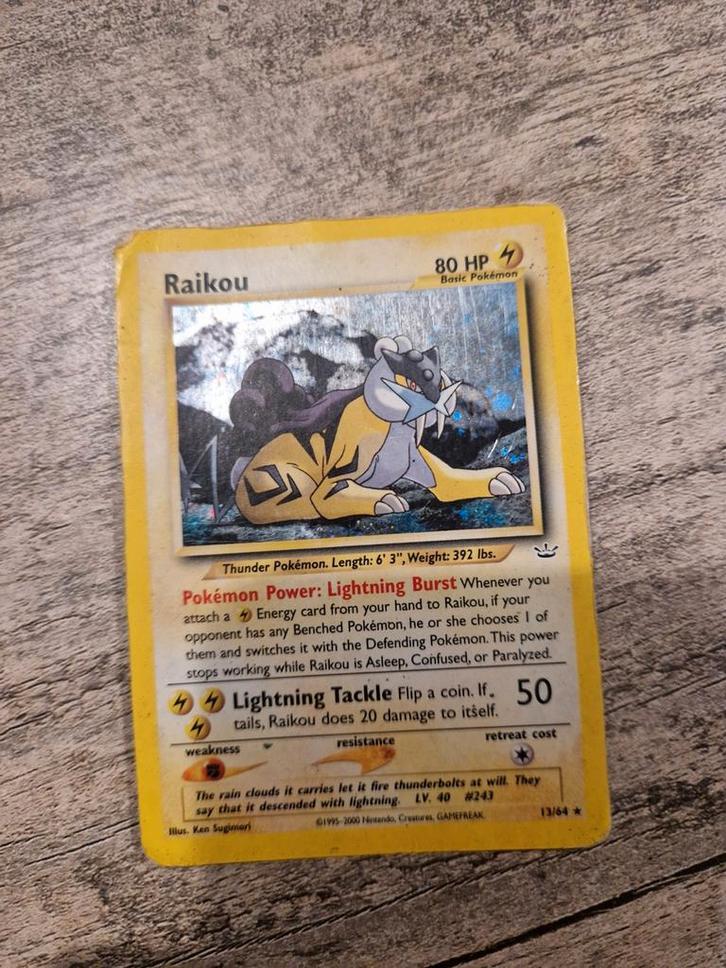 Raikou
80 HP
Basic Pokémon
Thunder Pokémon. Length: 6' 3", Weight: 392 lbs.
Pokémon Power: Lightning Burst Whenever you
attach a Energy card from your hand to Raikou, if your
opponent has any Benched Pokémon, he or she chooses 1 of
them and switches it with the Defending Pokémon. This power
stops working while Raikou is Asleep, Confused, or Paralyzed.
Lightning Tackle Flip a coin. If 50
tails, Raikou does 20 damage to itself.
weakness resistance retreat cost
The rain clouds it carries let it fire thunderbolts at will. They
say that it descended with lightning. LV. 40 #243
Illus. Ken Sugimori ©1995-2000 Nintendo, Creatures, GAMEFREAK. 13/64 ★